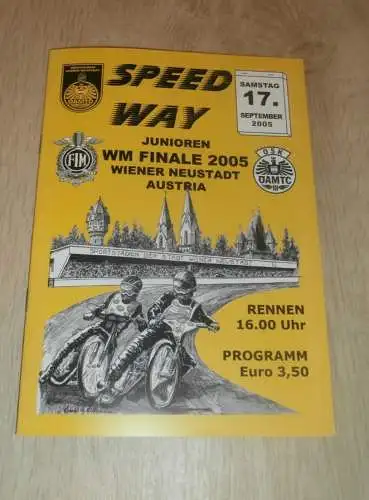 SPEED
WAY
SAMSTAG
17.
SEPTEMBER
2005
JUNIOREN
WM FINALE 2005
WIENER NEUSTADT
AUSTRIA
FIM
OSK
ÖAMTC
SPORTSTADION DER STADT WIENER NEUSTADT
RENNEN
16.00 Uhr
PROGRAMM
Euro 3,50